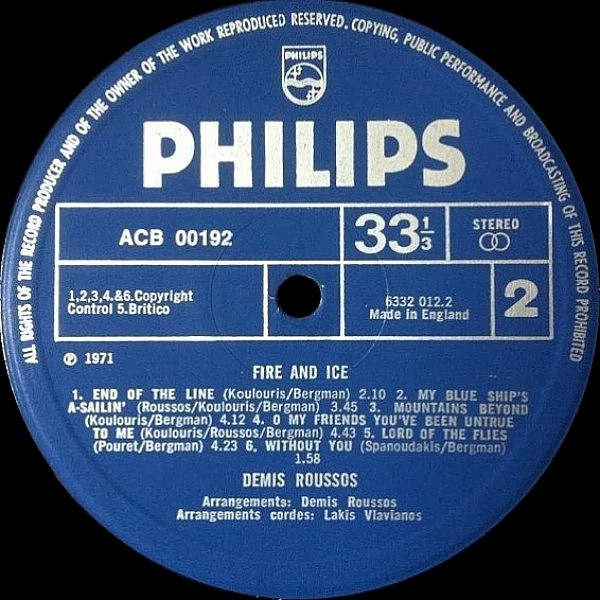 ALL RIGHTS OF THE RECORD PRODUCER AND OF THE OWNER OF THE WORK REPRODUCED RESERVED. COPYING, PUBLIC PERFORMANCE AND BROADCASTING OF THIS RECORD PROHIBITED
PHILIPS
PHILIPS
ACB 00192
33 1/3
STEREO
1,2,3,4.&6.Copyright
Control 5.Britico
6332 012.2
Made in England
2
Ⓟ 1971
FIRE AND ICE
1. END OF THE LINE (Koulouris/Bergman) 2.10 2. MY BLUE SHIP'S
A-SAILIN' (Roussos/Koulouris/Bergman) 3.45 3. MOUNTAINS BEYOND
(Koulouris/Bergman) 4.12 4. O MY FRIENDS YOU'VE BEEN UNTRUE
TO ME (Koulouris/Roussos/Bergman) 4.43 5. LORD OF THE FLIES
(Pouret/Bergman) 4.23 6. WITHOUT YOU (Spanoudakis/Bergman)
1.58
DEMIS ROUSSOS
Arrangements: Demis Roussos
Arrangements cordes: Lakis Vlavianos